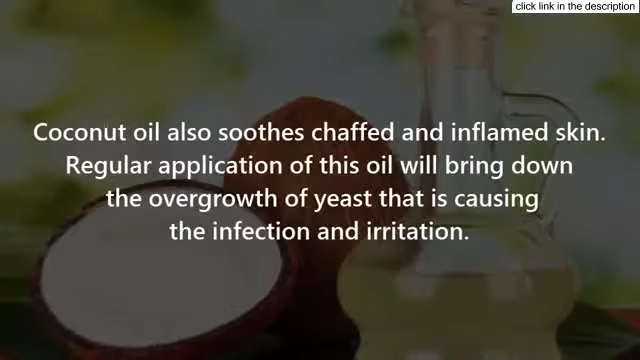 click link in the description
Coconut oil also soothes chaffed and inflamed skin.
Regular application of this oil will bring down
the overgrowth of yeast that is causing
the infection and irritation.